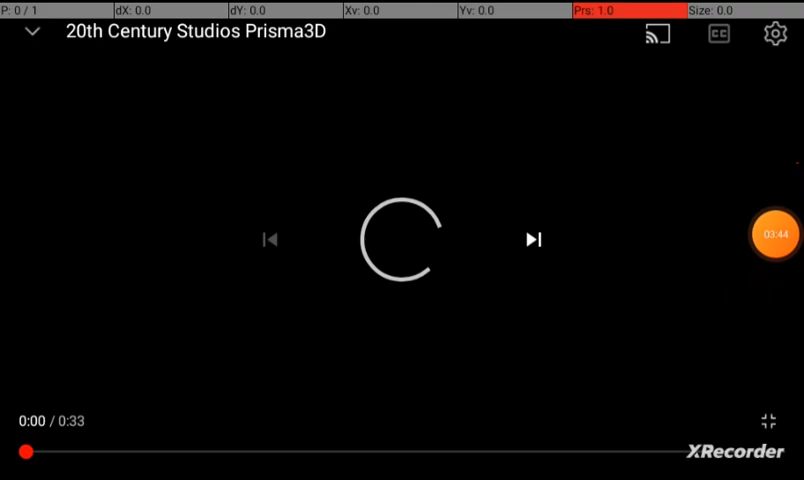 P: 0 / 1 dX: 0.0 dY: 0.0 Xv: 0.0 Yv: 0.0 Prs: 1.0 Size: 0.0
20th Century Studios Prisma3D CC
03:44
0:00 / 0:33
XRecorder